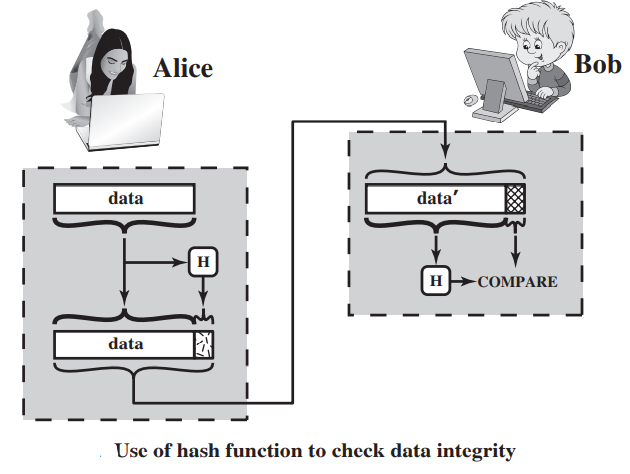 Alice
Bob
data
H
data
data′
H
COMPARE
Use of hash function to check data integrity